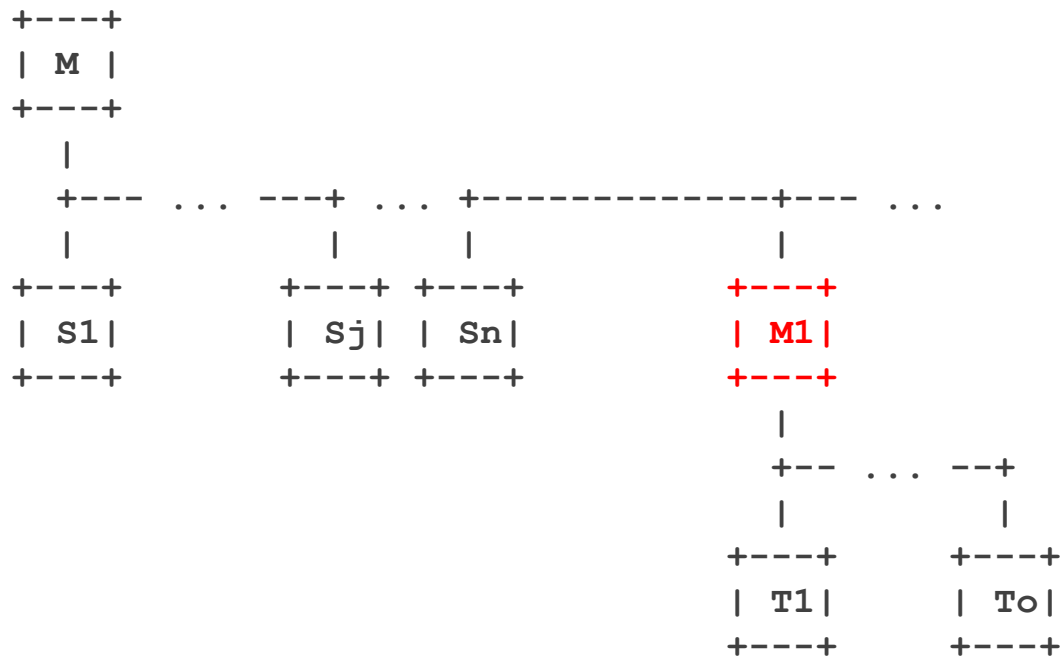 +---+
| M |
+---+
  |
  +--- ... ---+ ... +-------------+--- ...
  |           |     |             |
+---+       +---+ +---+         +---+
| S1|       | Sj| | Sn|         | M1|
+---+       +---+ +---+         +---+
                                  |
                                  +-- ... --+
                                  |         |
                                +---+     +---+
                                | T1|     | To|
                                +---+     +---+